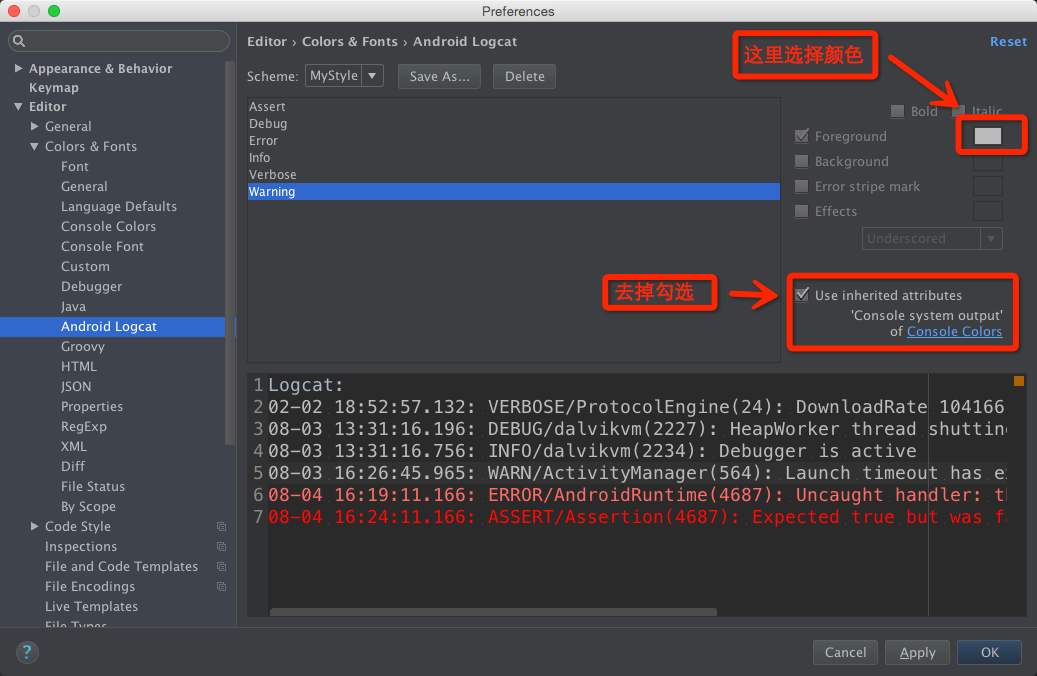 Preferences
Appearance & Behavior
Keymap
Editor
General
Colors & Fonts
Font
General
Language Defaults
Console Colors
Console Font
Custom
Debugger
Java
Android Logcat
Groovy
HTML
JSON
Properties
RegExp
XML
Diff
File Status
By Scope
Code Style
Inspections
File and Code Templates
File Encodings
Live Templates
File Types
Editor › Colors & Fonts › Android Logcat
Reset
Scheme: MyStyle Save As... Delete
这里选择颜色
Assert
Debug
Error
Info
Verbose
Warning
Bold Italic
Foreground
Background
Error stripe mark
Effects
Underscored
去掉勾选
Use inherited attributes
'Console system output'
of Console Colors
1 Logcat:
2 02-02 18:52:57.132: VERBOSE/ProtocolEngine(24): DownloadRate 104166
3 08-03 13:31:16.196: DEBUG/dalvikvm(2227): HeapWorker thread shuttin
4 08-03 13:31:16.756: INFO/dalvikvm(2234): Debugger is active
5 08-03 16:26:45.965: WARN/ActivityManager(564): Launch timeout has e
6 08-04 16:19:11.166: ERROR/AndroidRuntime(4687): Uncaught handler: t
7 08-04 16:24:11.166: ASSERT/Assertion(4687): Expected true but was f
? Cancel Apply OK